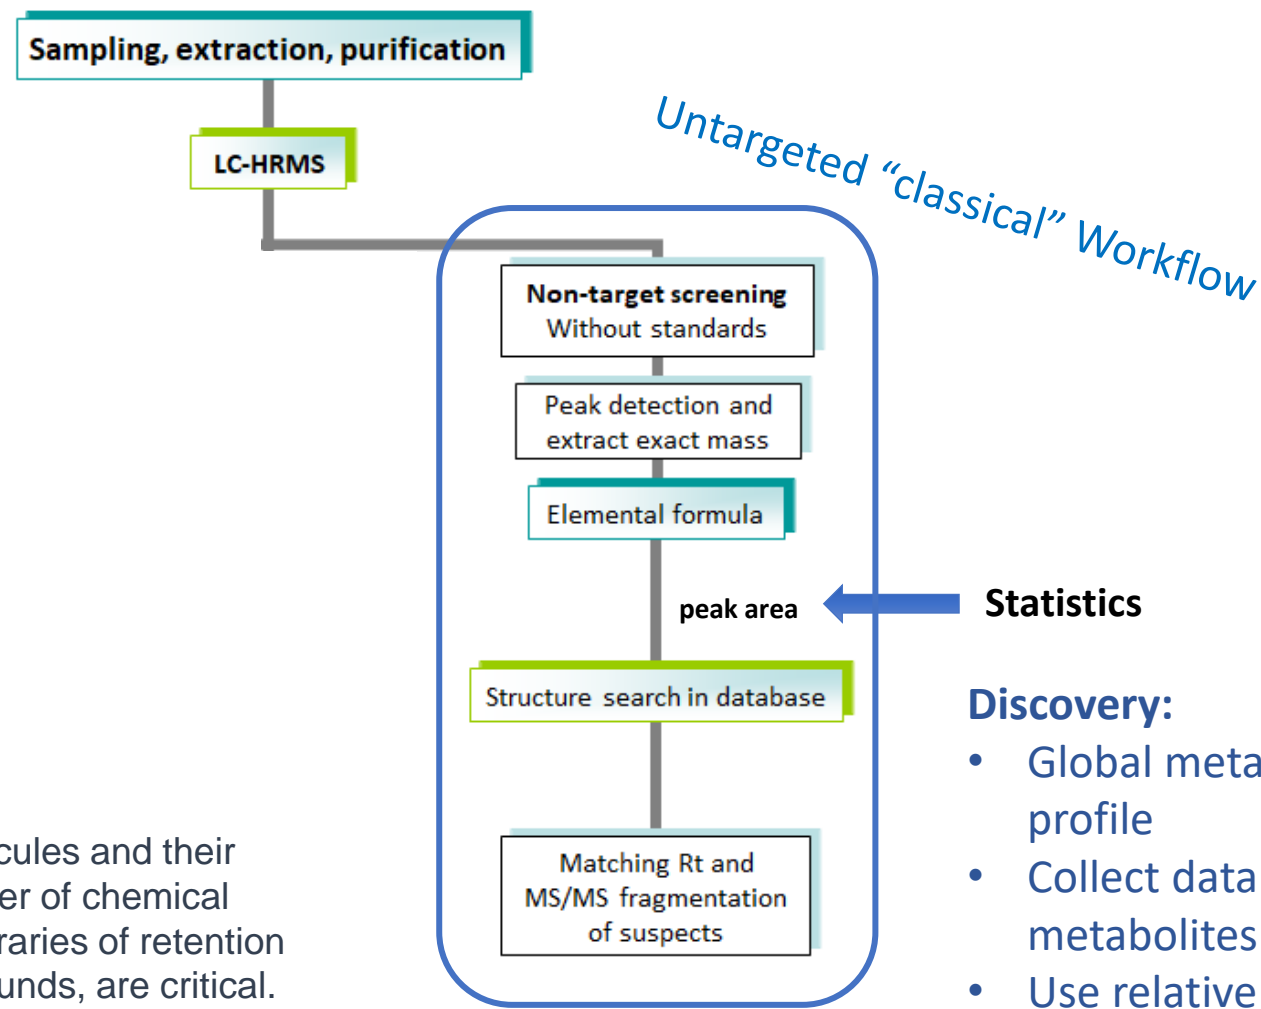 Sampling, extraction, purification
LC-HRMS
Untargeted “classical” Workflow
Non-target screening
Without standards
Peak detection and
extract exact mass
Elemental formula
peak area
Statistics
Structure search in database
Discovery:
• Global meta
profile
• Collect data
metabolites
• Use relative
Matching Rt and
MS/MS fragmentation
of suspects
cules and their
er of chemical
raries of retention
unds, are critical.